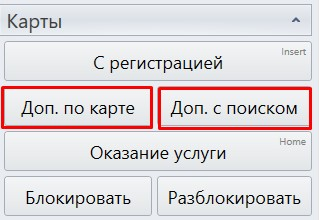 Карты
Insert
С регистрацией
Доп. по карте Доп. с поиском
Home
Оказание услуги
Блокировать Разблокировать